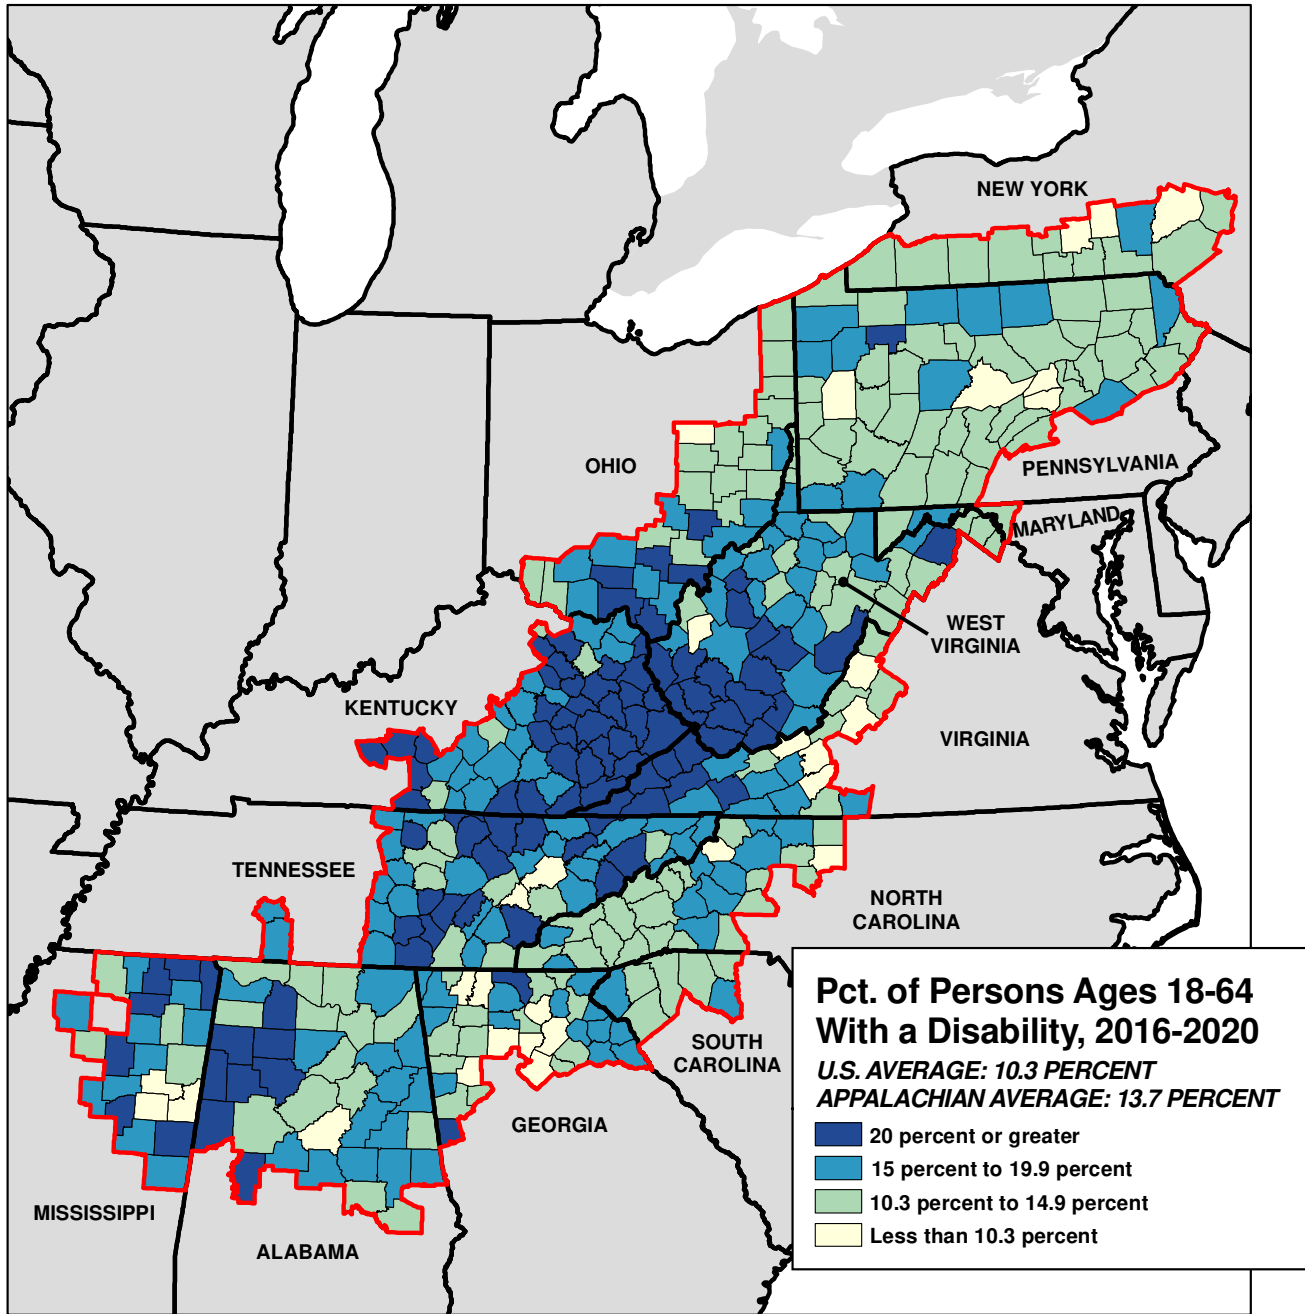 NEW YORK
OHIO
PENNSYLVANIA
MARYLAND
WEST
VIRGINIA
KENTUCKY
VIRGINIA
TENNESSEE
NORTH
CAROLINA
SOUTH
CAROLINA
GEORGIA
MISSISSIPPI
ALABAMA
Pct. of Persons Ages 18-64
With a Disability, 2016-2020
U.S. AVERAGE: 10.3 PERCENT
APPALACHIAN AVERAGE: 13.7 PERCENT
20 percent or greater
15 percent to 19.9 percent
10.3 percent to 14.9 percent
Less than 10.3 percent